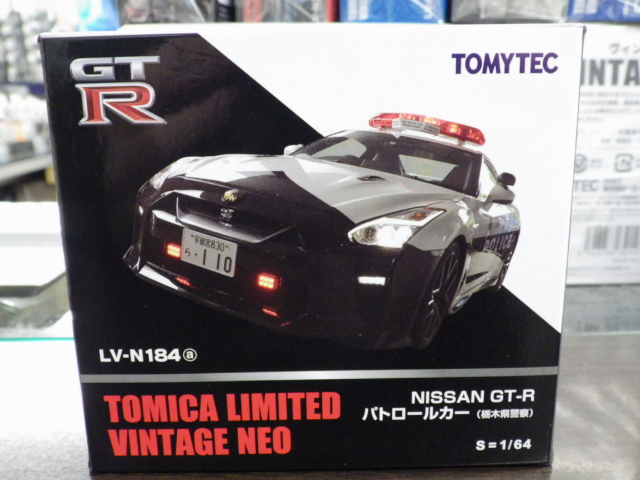 GT
R
TOMYTEC
宇都宮830
ら・110
POLICE
LV-N184ⓐ
TOMICA LIMITED
VINTAGE NEO
NISSAN GT-R
パトロールカー（栃木県警察）
S=1/64